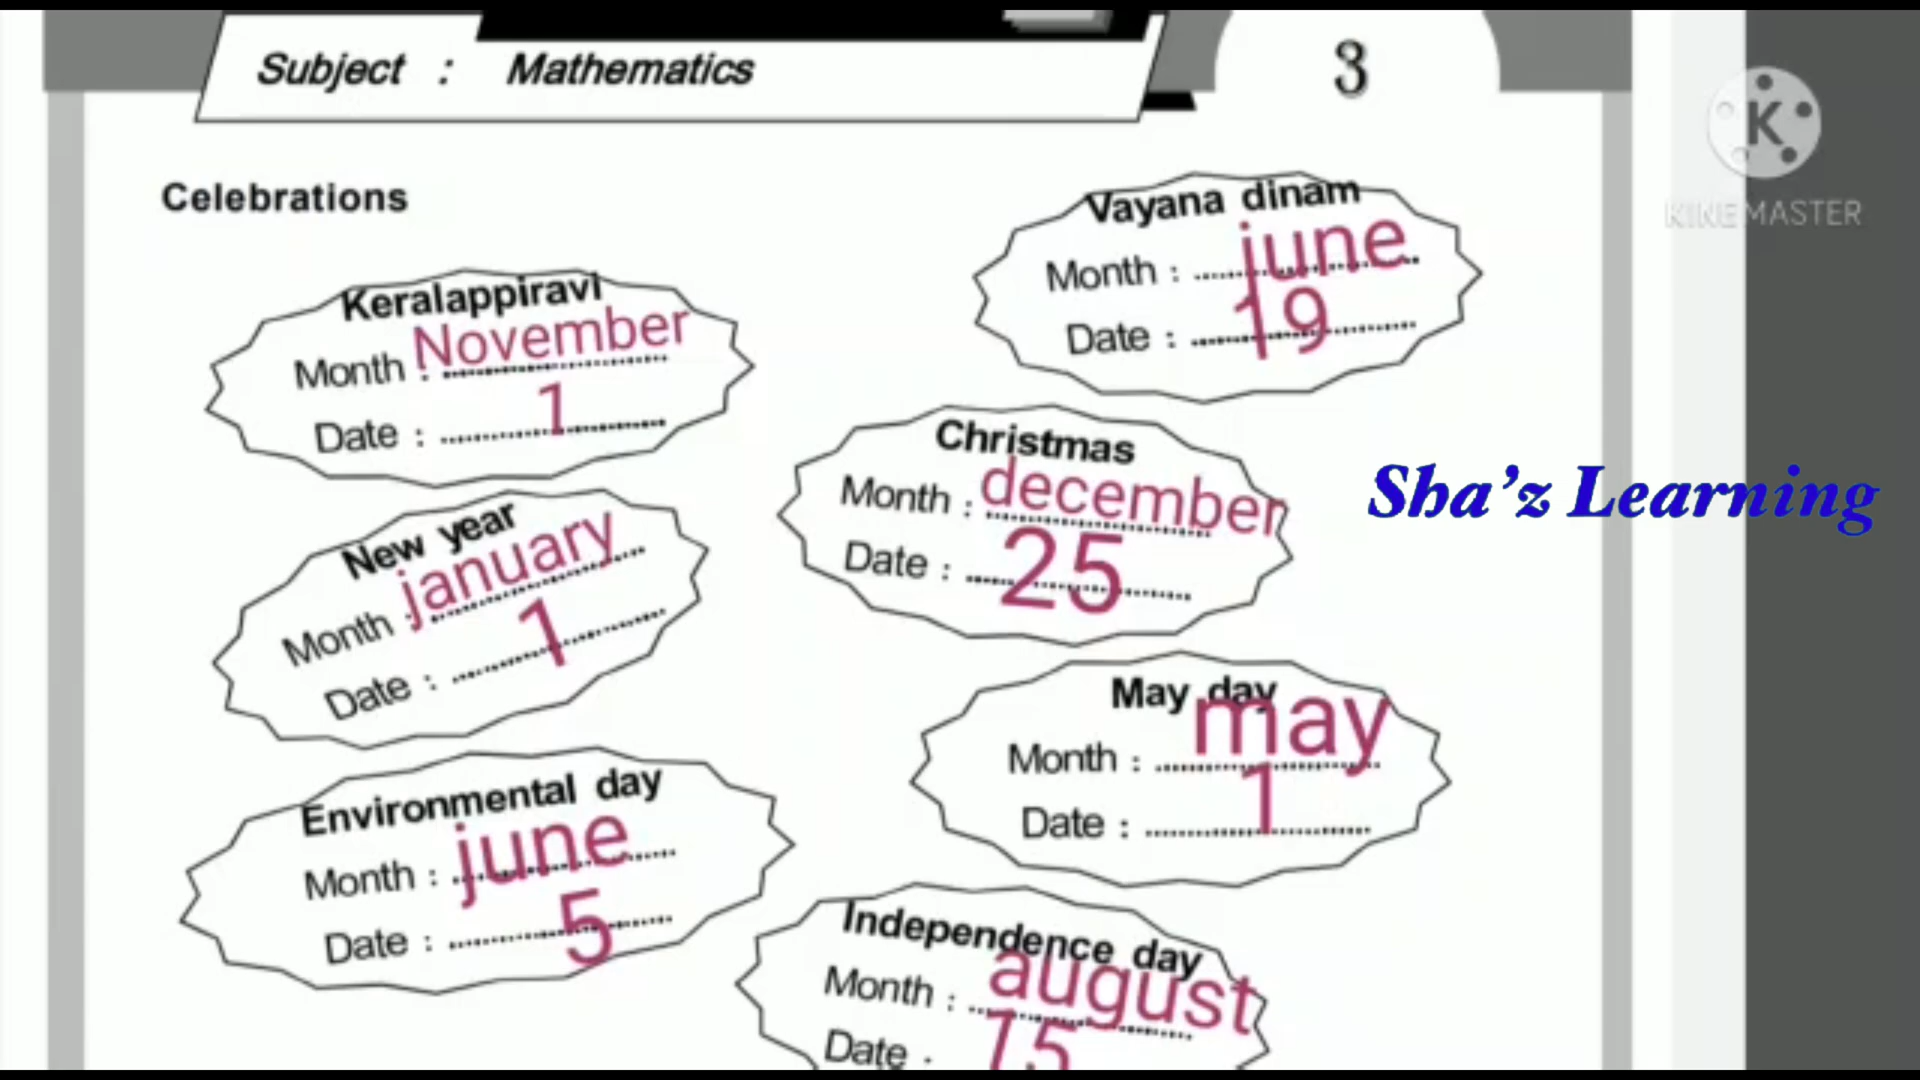 Subject : Mathematics
3
K
KINEMASTER
Celebrations
Vayana dinam
Month : june
Date : 19
Keralappiravi
Month : November
Date : 1
Christmas
Month : december
Date : 25
Sha'z Learning
New year
Month : january
Date : 1
May day
Month : may
Date : 1
Environmental day
Month : june
Date : 5
Independence day
Month : august
Date : 15